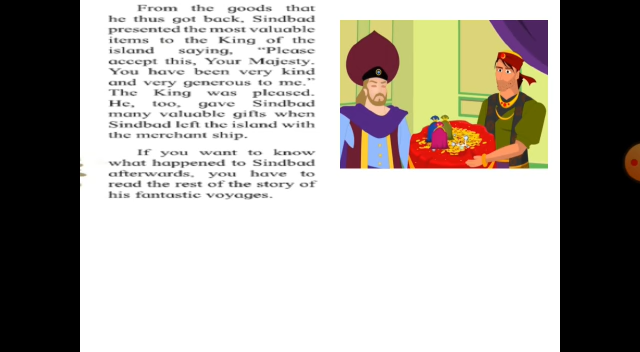 From the goods that
he thus got back, Sindbad
presented the most valuable
items to the King of the
island saying, "Please
accept this, Your Majesty.
You have been very kind
and very generous to me."
The King was pleased.
He, too, gave Sindbad
many valuable gifts when
Sindbad left the island with
the merchant ship.
If you want to know
what happened to Sindbad
afterwards, you have to
read the rest of the story of
his fantastic voyages.